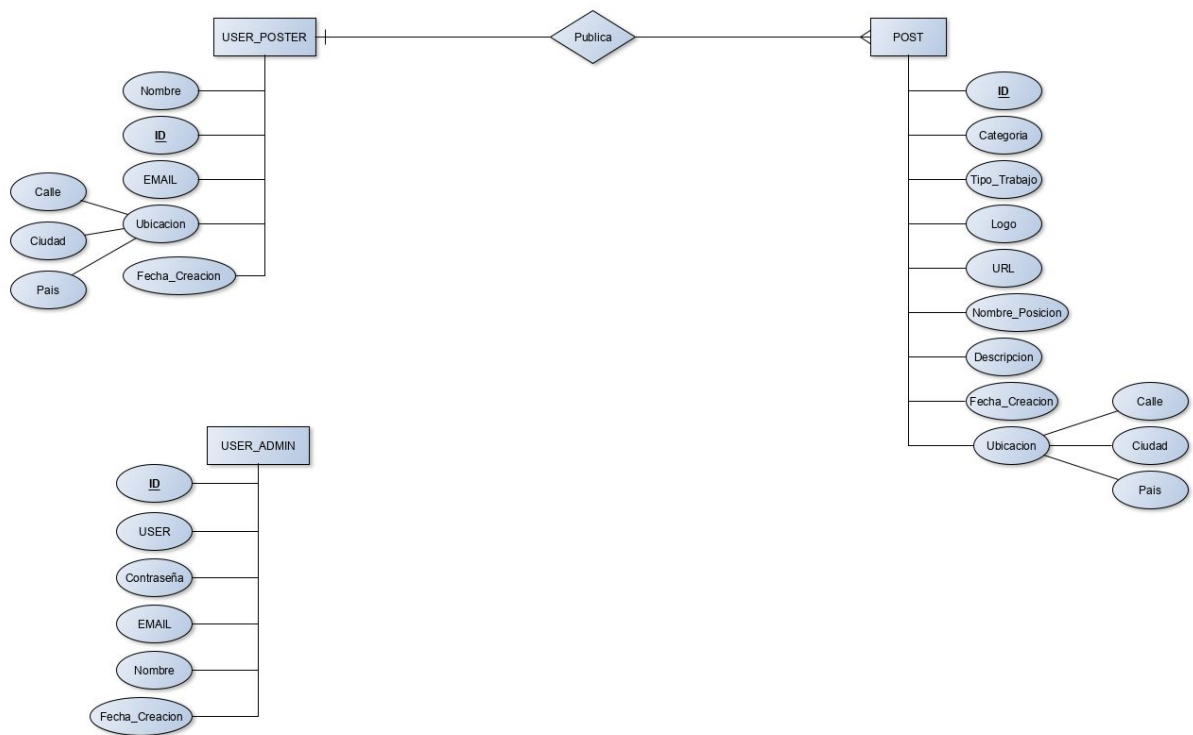 USER_POSTER
Publica
POST
Nombre
ID
EMAIL
Ubicacion
Calle
Ciudad
Pais
Fecha_Creacion
ID
Categoria
Tipo_Trabajo
Logo
URL
Nombre_Posicion
Descripcion
Fecha_Creacion
Ubicacion
Calle
Ciudad
Pais
USER_ADMIN
ID
USER
Contraseña
EMAIL
Nombre
Fecha_Creacion